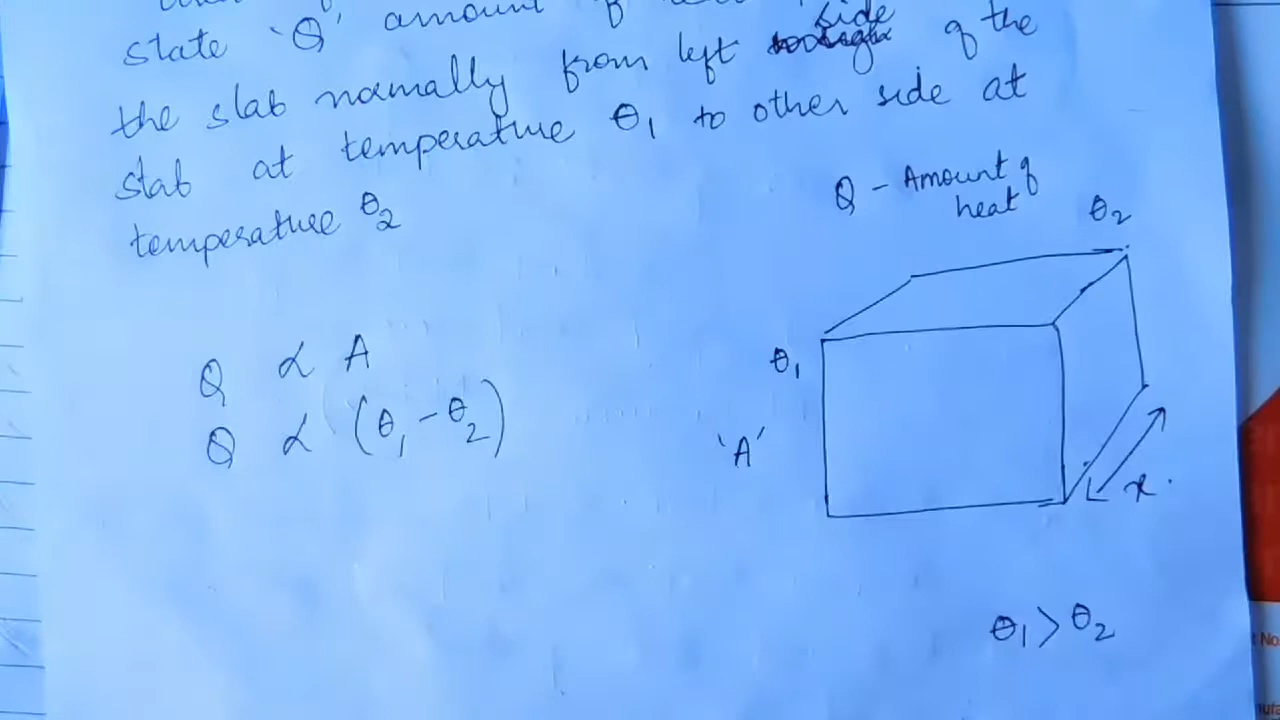 state 'Q' amount of
side
the slab normally from left of the
slab at temperature θ₁ to other side at
temperature θ₂
Q - Amount of
heat
θ₂
θ₁
Q ∝ A
Q ∝ (θ₁ - θ₂)
'A'
x.
θ₁ > θ₂